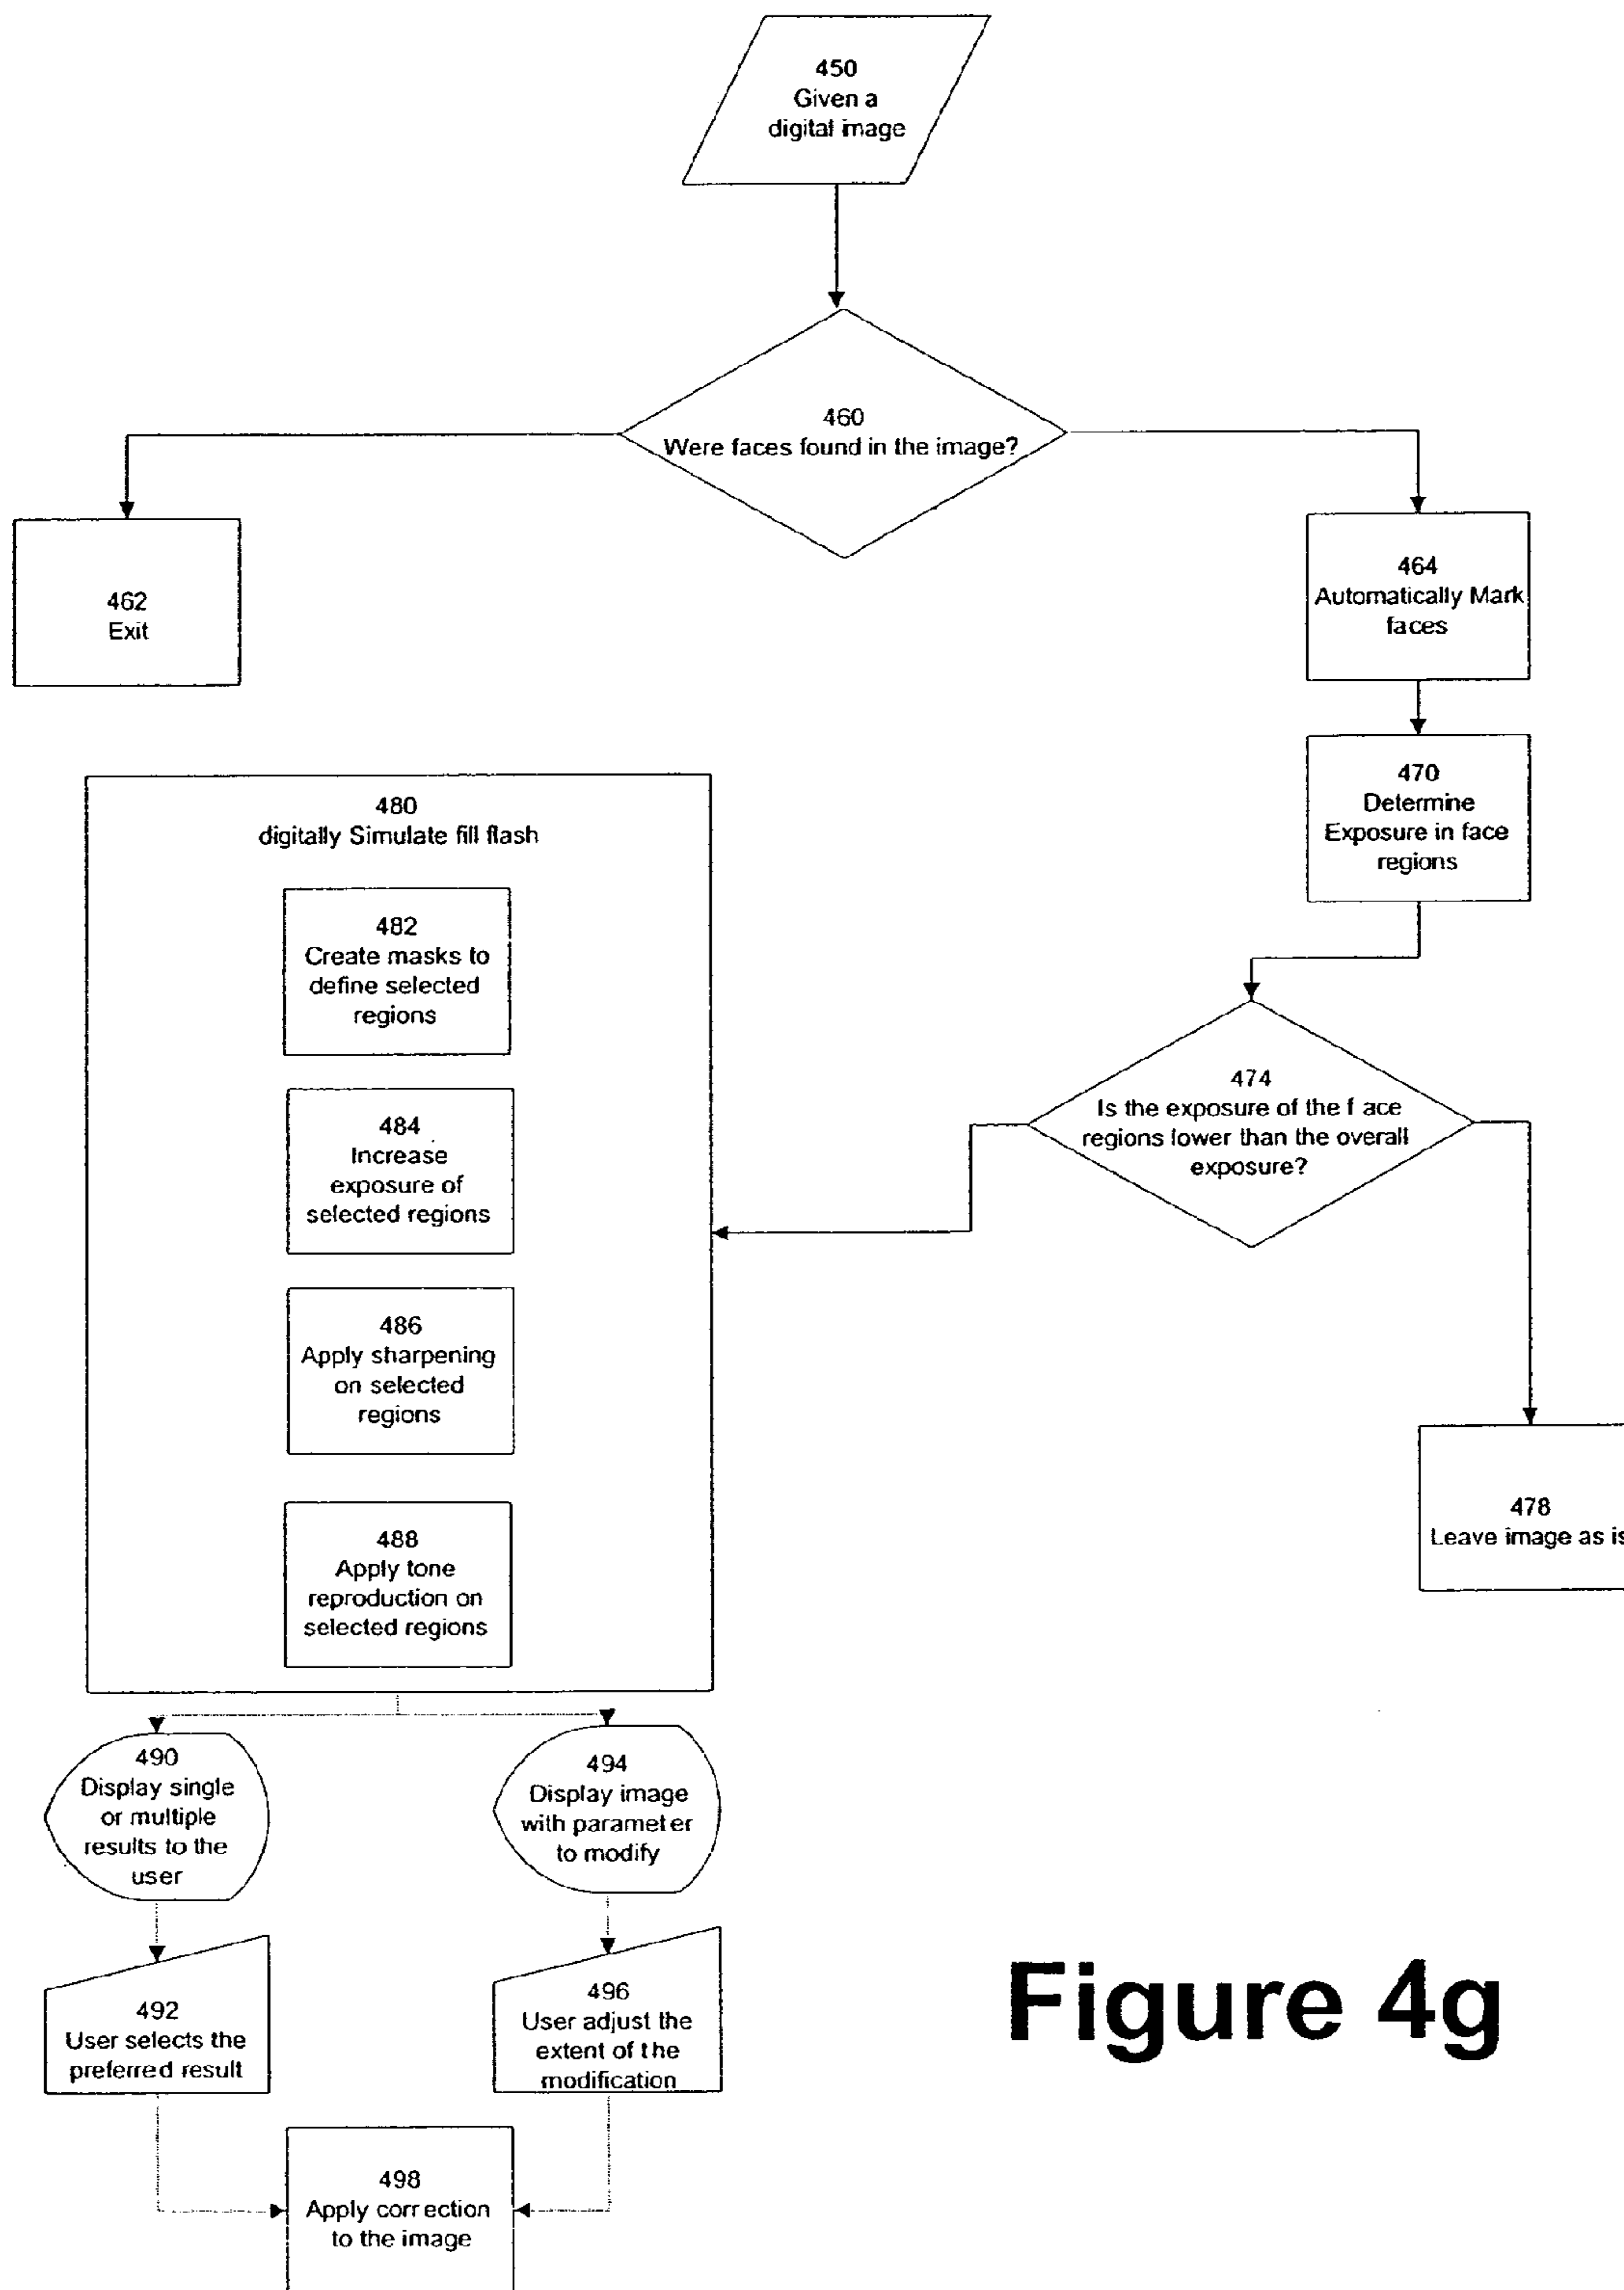 450
Given a
digital image
460
Were faces found in the image?
462
Exit
464
Automatically Mark
faces
470
Determine
Exposure in face
regions
474
Is the exposure of the f ace
regions lower than the overall
exposure?
478
Leave image as is
480
digitally Simulate fill flash
482
Create masks to
define selected
regions
484
Increase
exposure of
selected regions
486
Apply sharpening
on selected
regions
488
Apply tone
reproduction on
selected regions
490
Display single
or multiple
results to the
user
494
Display image
with parameter
to modify
492
User selects the
preferred result
496
User adjust the
extent of the
modification
498
Apply correction
to the image
Figure 4g